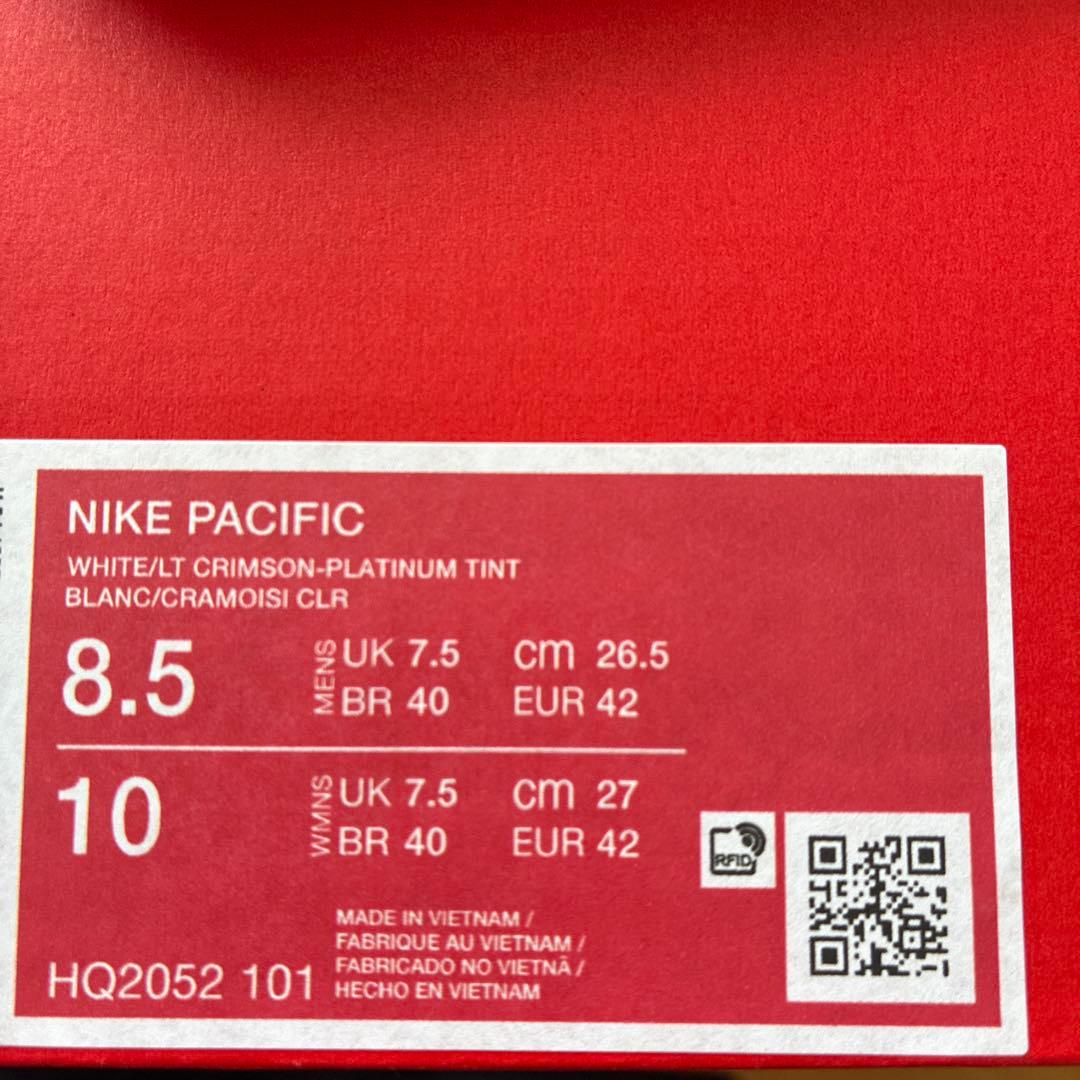 NIKE PACIFIC
WHITE/LT CRIMSON-PLATINUM TINT
BLANC/CRAMOISI CLR
8.5
MENS
UK 7.5 CM 26.5
BR 40 EUR 42
10
WMNS
UK 7.5 CM 27
BR 40 EUR 42
RFID
MADE IN VIETNAM /
FABRIQUE AU VIETNAM /
FABRICADO NO VIETNÃ /
HECHO EN VIETNAM
HQ2052 101